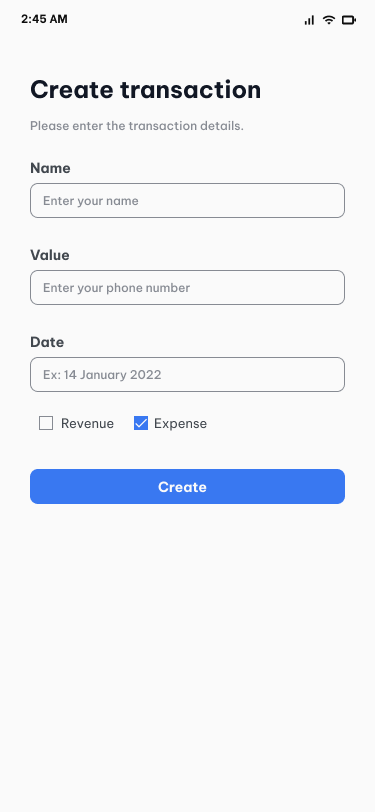 2:45 AM
Create transaction
Please enter the transaction details.
Name
Enter your name
Value
Enter your phone number
Date
Ex: 14 January 2022
Revenue Expense
Create